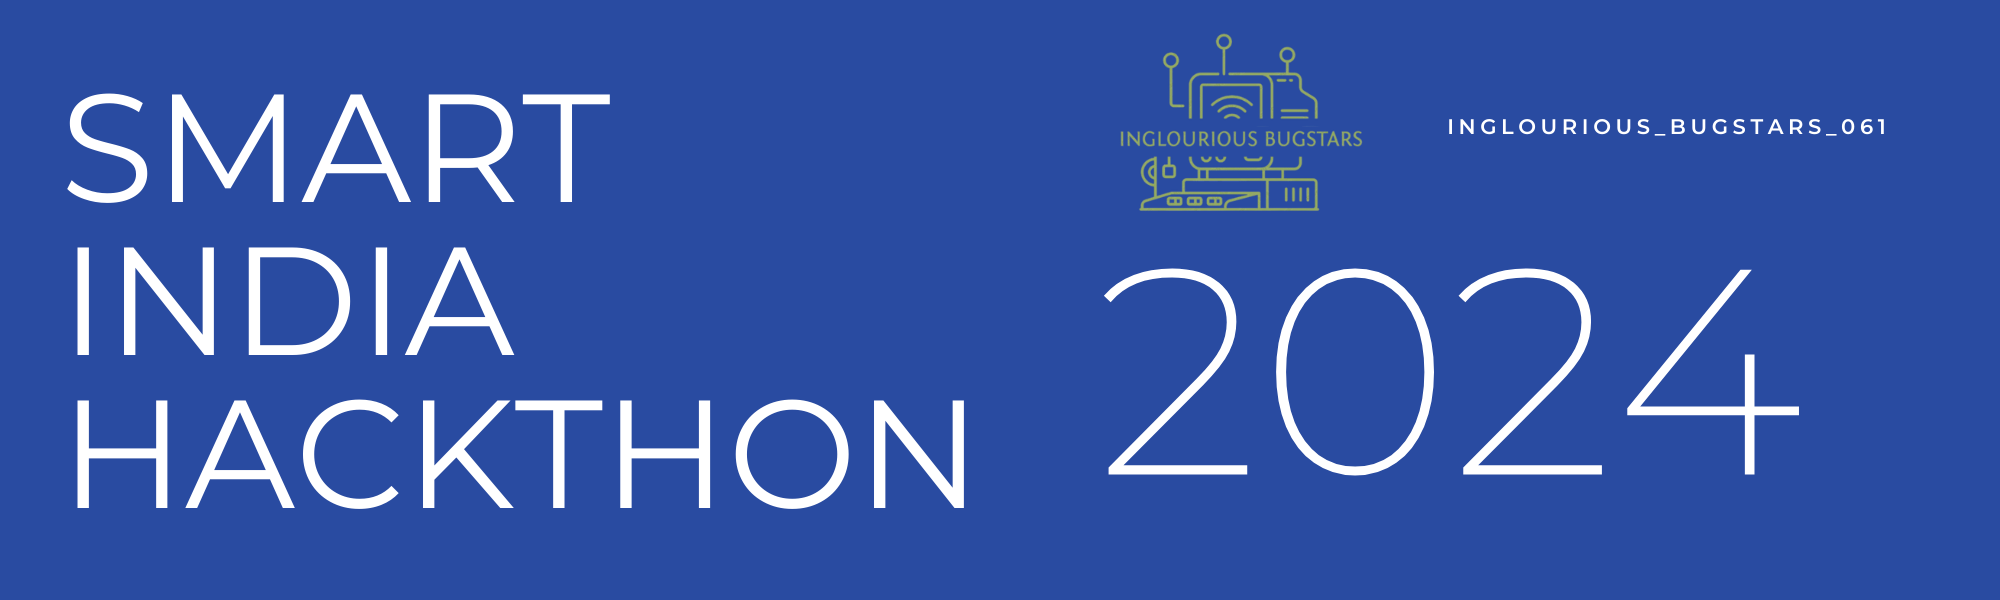 SMART
INDIA
HACKTHON
INGLOURIOUS BUGSTARS
INGLOURIOUS_BUGSTARS_061
2024